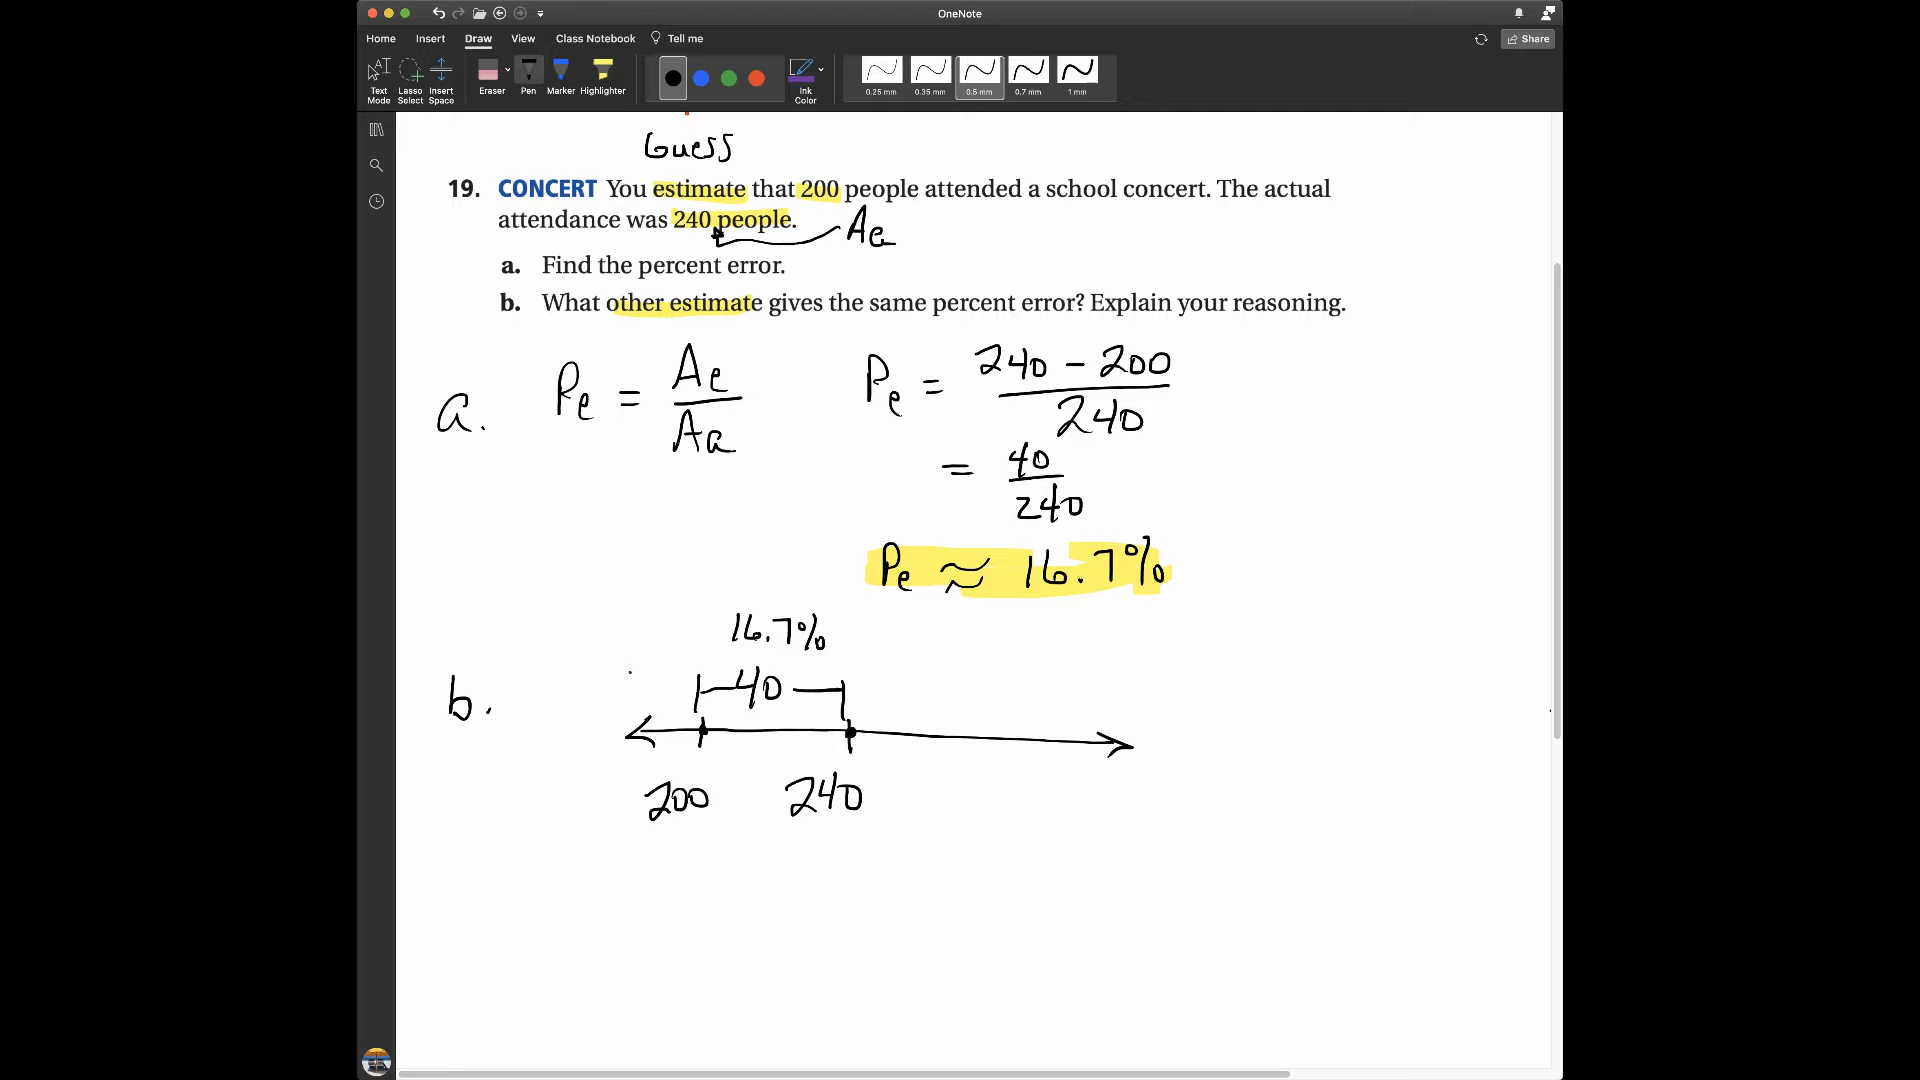 OneNote
Home Insert Draw View Class Notebook Tell me Share
Text Mode Lasso Select Insert Space Eraser Pen Marker Highlighter Ink Color 0.25 mm 0.35 mm 0.5 mm 0.7 mm 1 mm
Guess
19. CONCERT You estimate that 200 people attended a school concert. The actual
attendance was 240 people.
Aa
a. Find the percent error.
b. What other estimate gives the same percent error? Explain your reasoning.
a. Pe = Ae / Aa Pe = 240 - 200 / 240
= 40 / 240
Pe ≈ 16.7%
16.7%
b. 40
200 240